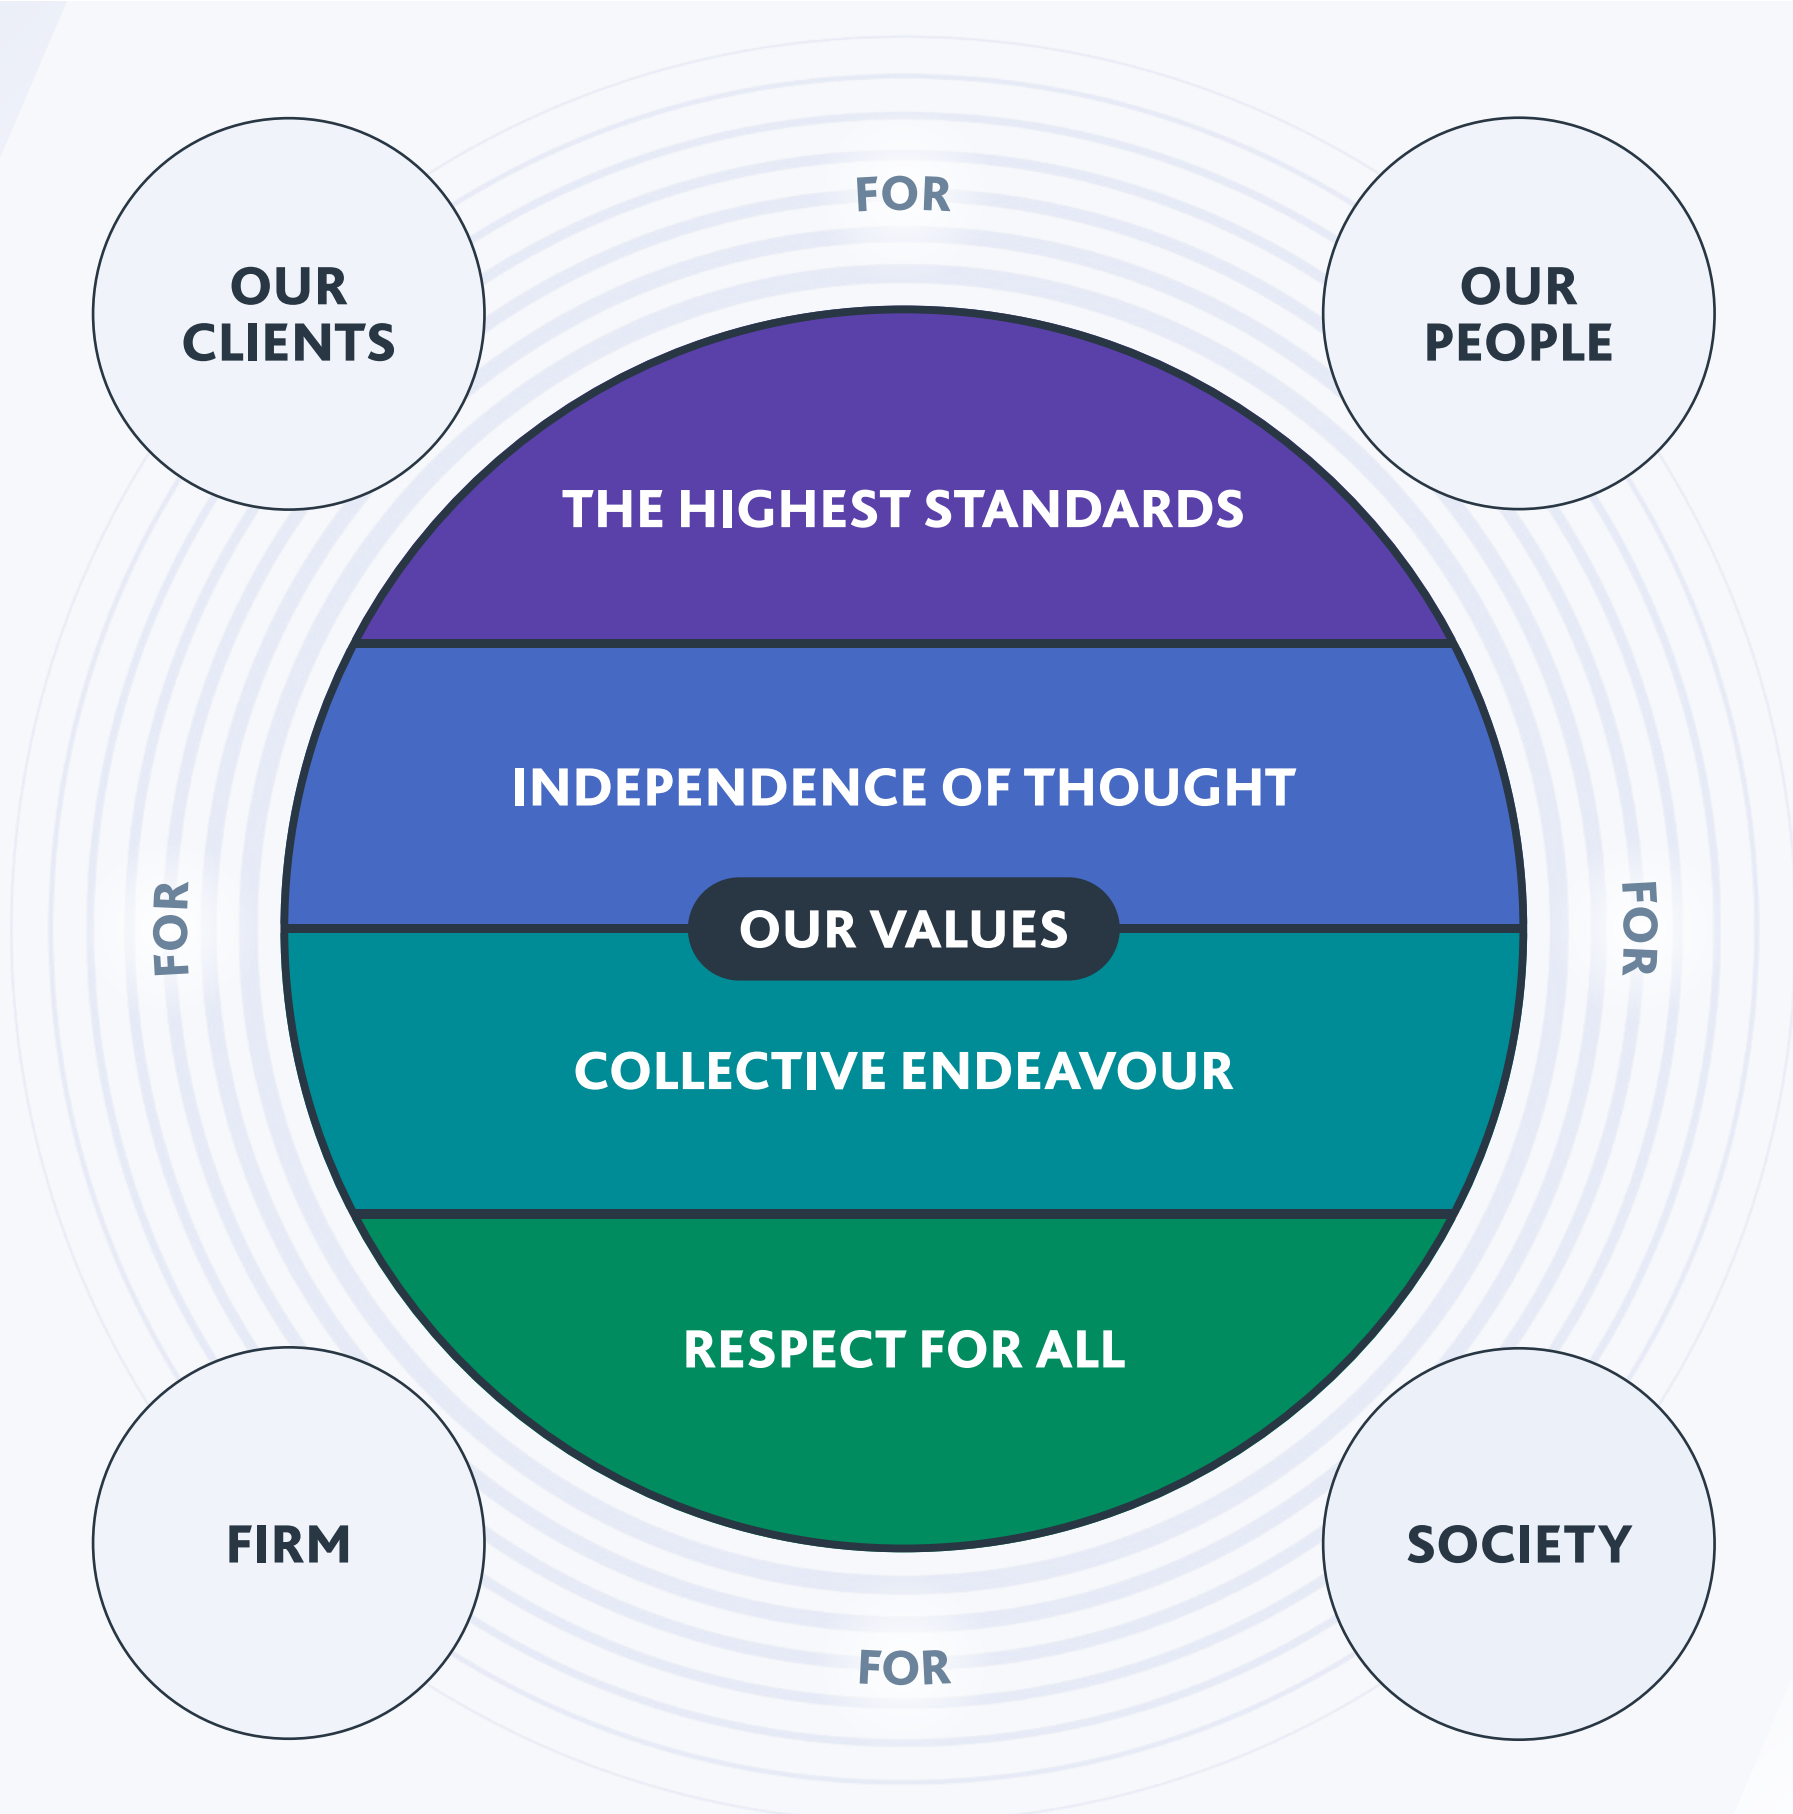 FOR
OUR
CLIENTS
OUR
PEOPLE
THE HIGHEST STANDARDS
INDEPENDENCE OF THOUGHT
FOR
OUR VALUES
FOR
COLLECTIVE ENDEAVOUR
RESPECT FOR ALL
FIRM
SOCIETY
FOR